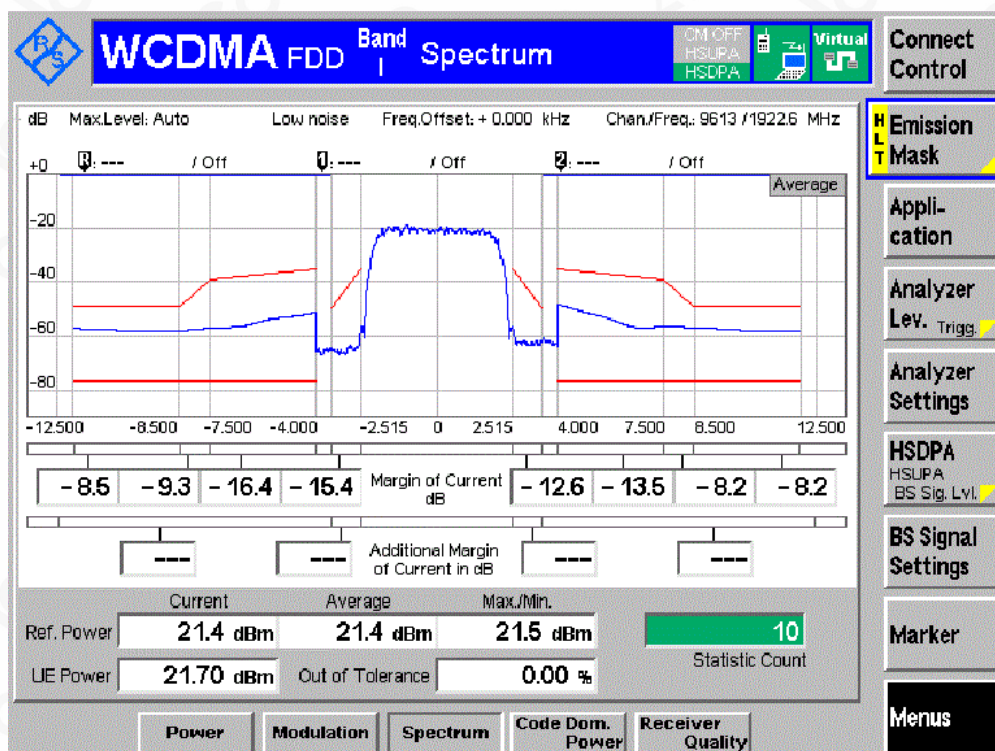 R S
WCDMA FDD Band I Spectrum
CM OFF
HSUPA
HSDPA
Virtual
Connect Control
dB Max.Level: Auto Low noise Freq.Offset: + 0.000 kHz Chan./Freq.: 9613 / 1922.6 MHz
+0 R: --- / Off 1: --- / Off 2: --- / Off
Average
-20
-40
-60
-80
-12.500 -8.500 -7.500 -4.000 -2.515 0 2.515 4.000 7.500 8.500 12.500
-8.5 -9.3 -16.4 -15.4 Margin of Current dB -12.6 -13.5 -8.2 -8.2
--- --- Additional Margin of Current in dB --- ---
Current Average Max./Min.
Ref. Power 21.4 dBm 21.4 dBm 21.5 dBm 10
Statistic Count
UE Power 21.70 dBm Out of Tolerance 0.00 %
Power Modulation Spectrum Code Dom. Power Receiver Quality
HLT Emission Mask
Appli-
cation
Analyzer
Lev. Trigg.
Analyzer
Settings
HSDPA
HSUPA
BS Sig. Lvl.
BS Signal
Settings
Marker
Menus